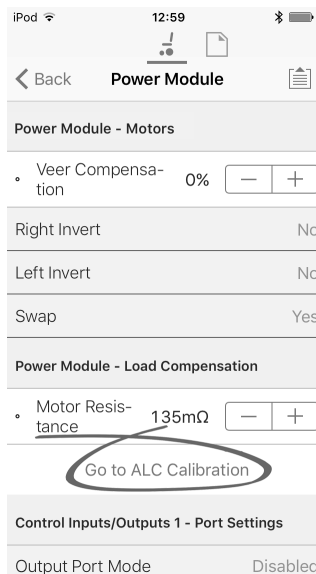 iPod 12:59
Back Power Module
Power Module - Motors
Veer Compensa-
tion 0% − +
Right Invert No
Left Invert No
Swap Yes
Power Module - Load Compensation
Motor Resis-
tance 135mΩ − +
Go to ALC Calibration
Control Inputs/Outputs 1 - Port Settings
Output Port Mode Disabled